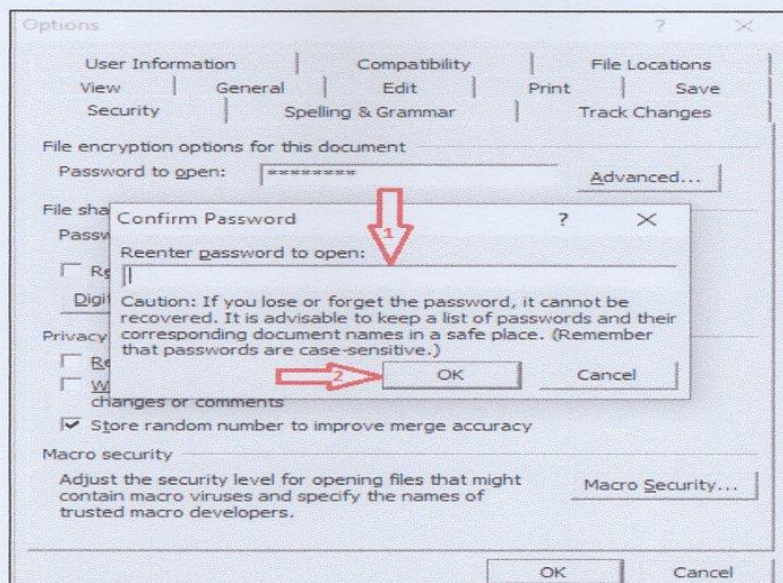 Options
User Information Compatibility File Locations
View General Edit Print Save
Security Spelling & Grammar Track Changes
File encryption options for this document
Password to open: ******** Advanced...
File sha
Confirm Password ? ×
Passw
1
Reenter password to open:
Re
Digit
Caution: If you lose or forget the password, it cannot be
recovered. It is advisable to keep a list of passwords and their
corresponding document names in a safe place. (Remember
that passwords are case-sensitive.)
Privacy
Re
2 OK Cancel
W
changes or comments
Store random number to improve merge accuracy
Macro security
Adjust the security level for opening files that might
contain macro viruses and specify the names of
trusted macro developers.
Macro Security...
OK Cancel